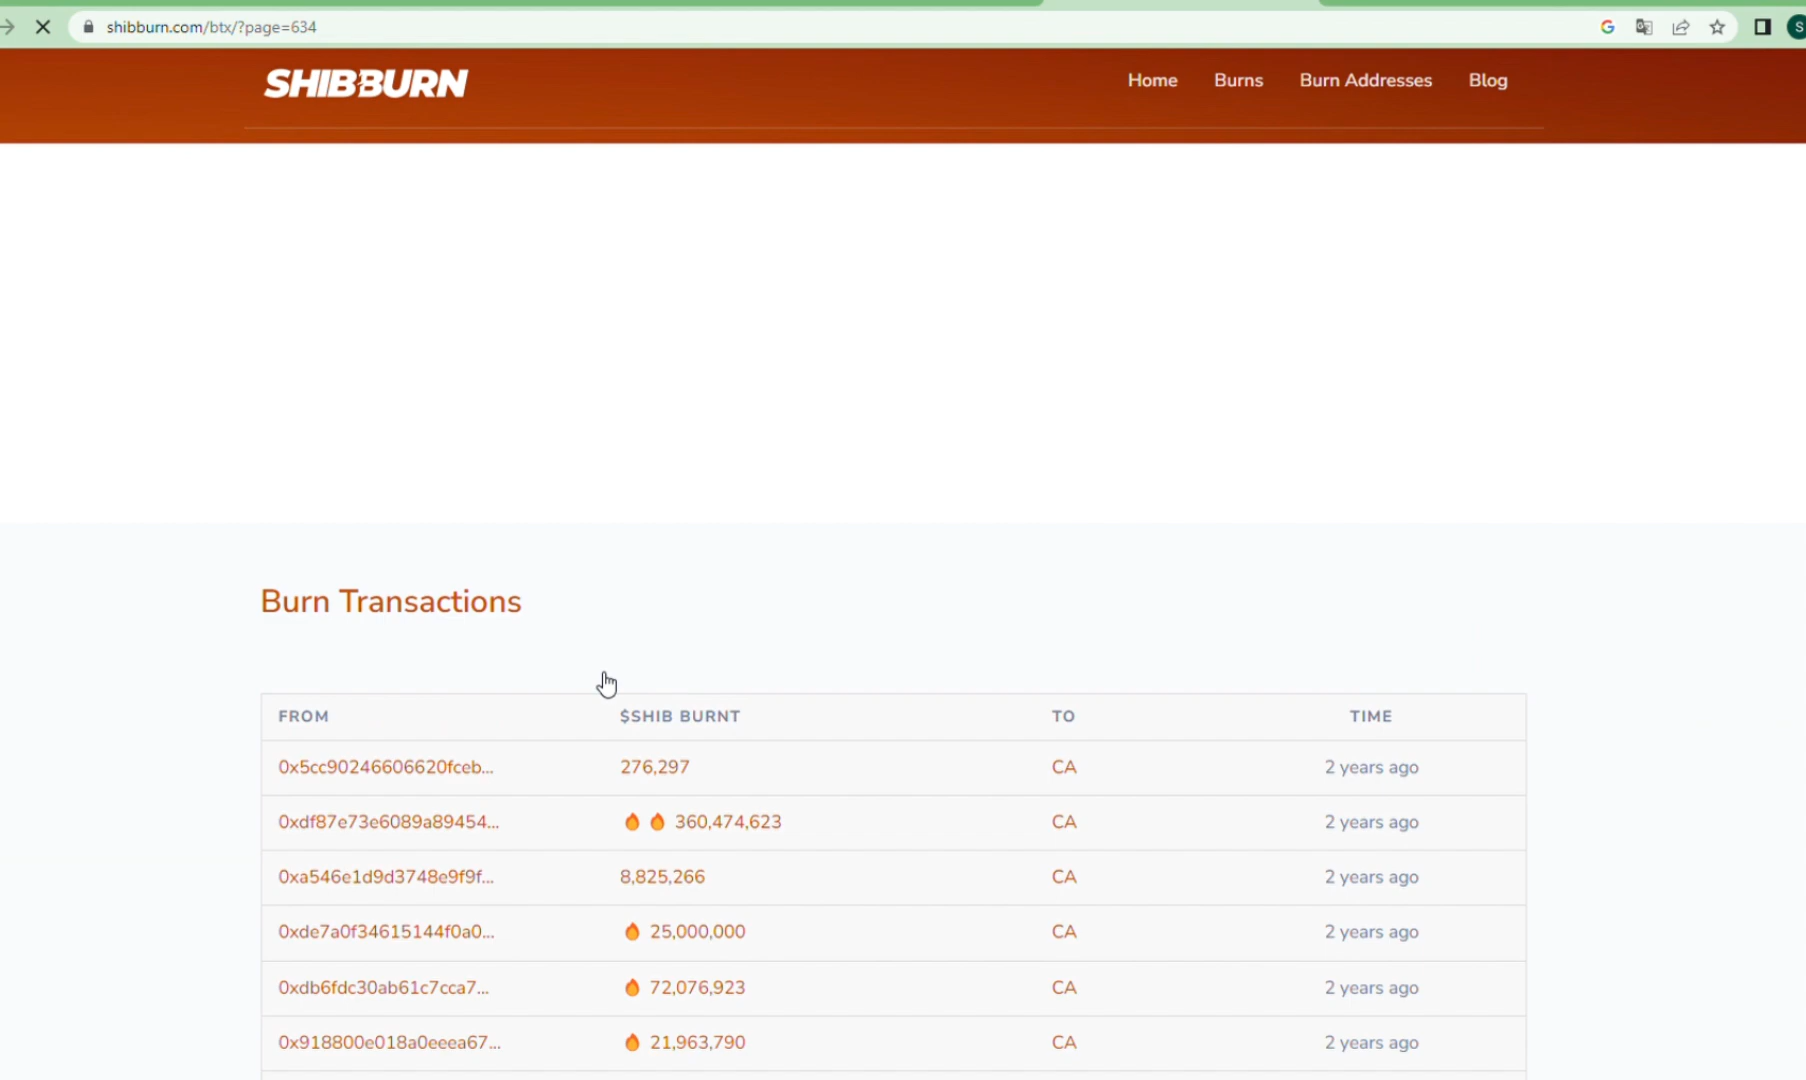 shibburn.com/btx/?page=634
S
SHIBBURN
Home Burns Burn Addresses Blog
Burn Transactions
FROM $SHIB BURNT TO TIME
0x5cc90246606620fceb... 276,297 CA 2 years ago
0xdf87e73e6089a89454... 🔥 🔥 360,474,623 CA 2 years ago
0xa546e1d9d3748e9f9f... 8,825,266 CA 2 years ago
0xde7a0f34615144f0a0... 🔥 25,000,000 CA 2 years ago
0xdb6fdc30ab61c7cca7... 🔥 72,076,923 CA 2 years ago
0x918800e018a0eeea67... 🔥 21,963,790 CA 2 years ago